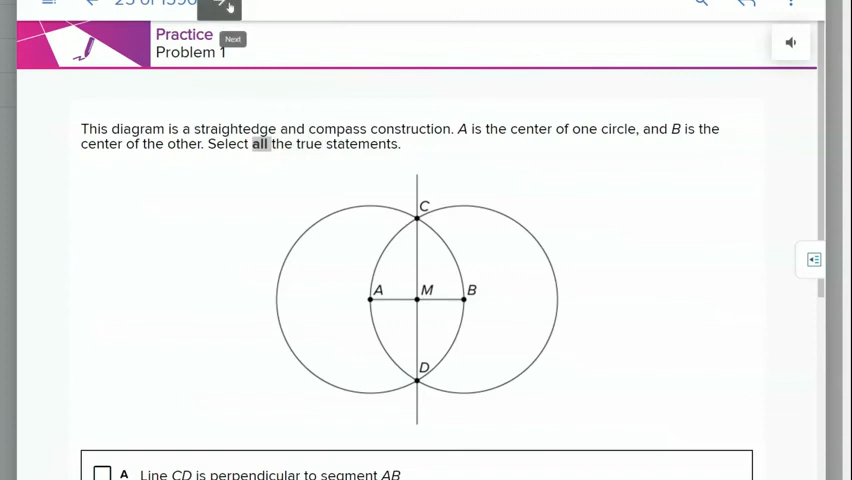 Practice
Problem 1
Next
This diagram is a straightedge and compass construction. A is the center of one circle, and B is the
center of the other. Select all the true statements.
C
A
M
B
D
A Line CD is perpendicular to segment AB